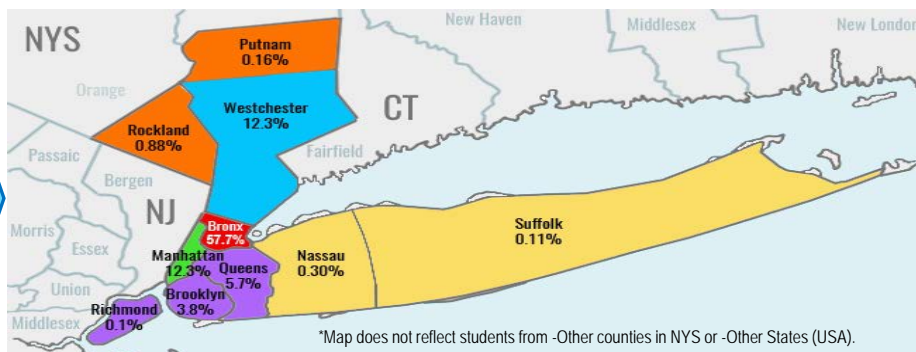 New Haven
Middlesex
New London
NYS
Putnam
0.16%
Orange
Westchester
12.3%
CT
Rockland
0.88%
Fairfield
Passaic
Bergen
NJ
Suffolk
0.11%
Morris
Essex
Bronx
57.7%
Nassau
0.30%
Manhattan
12.3%
Queens
5.7%
Union
Brooklyn
3.8%
Richmond
0.1%
Middlesex
*Map does not reflect students from -Other counties in NYS or -Other States (USA).